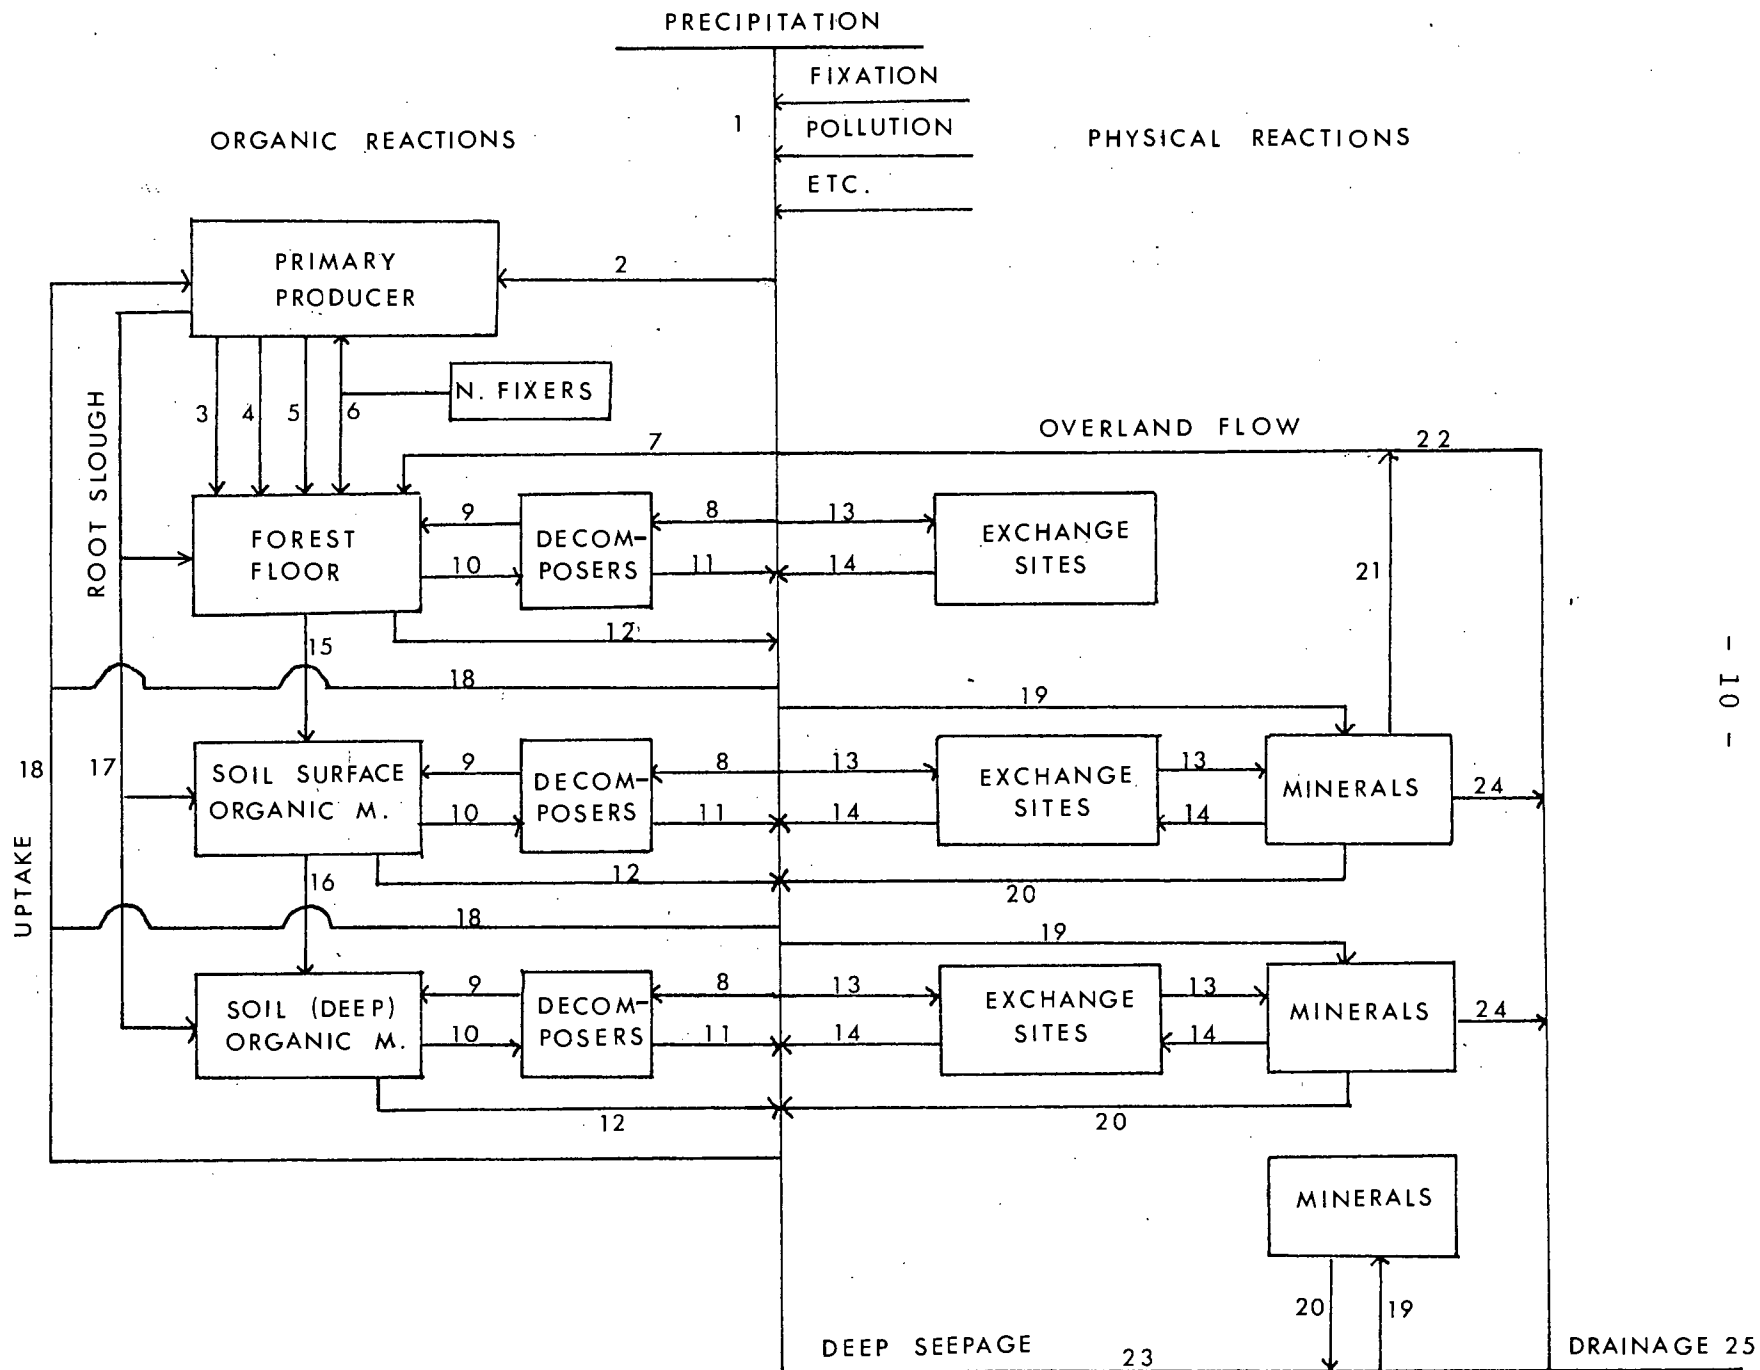 PRECIPITATION
FIXATION
1
POLLUTION
ORGANIC REACTIONS
PHYSICAL REACTIONS
ETC.
PRIMARY
PRODUCER
2
N. FIXERS
3
4
5
6
ROOT SLOUGH
7
OVERLAND FLOW
22
FOREST
FLOOR
9
10
DECOM-
POSERS
8
11
13
14
EXCHANGE
SITES
21
12
15
18
19
- 10 -
18
17
UPTAKE
SOIL SURFACE
ORGANIC M.
9
10
DECOM-
POSERS
8
11
13
14
EXCHANGE
SITES
13
14
MINERALS
24
12
20
16
18
19
SOIL (DEEP)
ORGANIC M.
9
10
DECOM-
POSERS
8
11
13
14
EXCHANGE
SITES
13
14
MINERALS
24
12
20
MINERALS
20
19
DEEP SEEPAGE
23
DRAINAGE 25